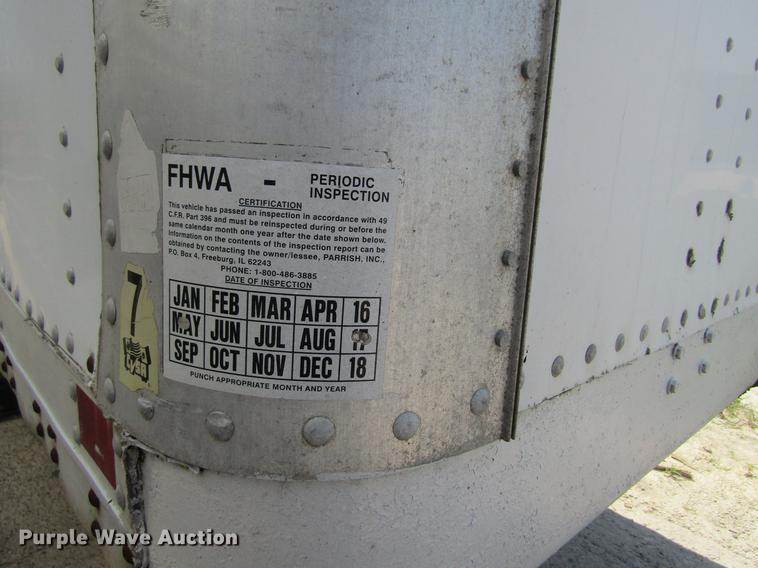 FHWA - PERIODIC INSPECTION
CERTIFICATION
This vehicle has passed an inspection in accordance with 49
C.F.R. Part 396 and must be reinspected during or before the
same calendar month one year after the date shown below.
Information on the contents of the inspection report can be
obtained by contacting the owner/lessee, PARRISH, INC.,
P.O. Box 4, Freeburg, IL 62243
PHONE: 1-800-486-3885
DATE OF INSPECTION
JAN FEB MAR APR 16
MAY JUN JUL AUG
SEP OCT NOV DEC 18
PUNCH APPROPRIATE MONTH AND YEAR
7
Purple Wave Auction